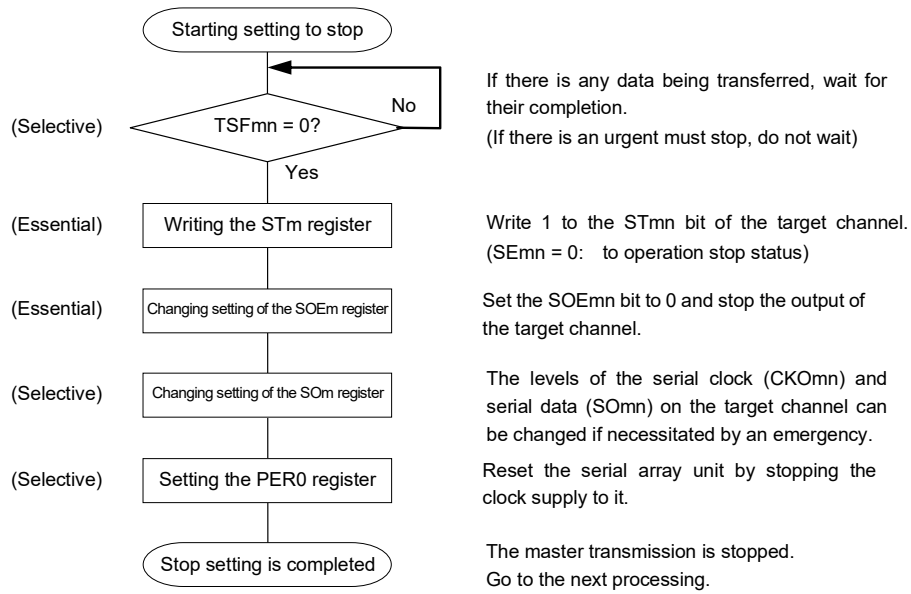 Starting setting to stop
If there is any data being transferred, wait for
their completion.
(If there is an urgent must stop, do not wait)
No
(Selective)
TSFmn = 0?
Yes
(Essential)
Writing the STm register
Write 1 to the STmn bit of the target channel.
(SEmn = 0: to operation stop status)
(Essential)
Changing setting of the SOEm register
Set the SOEmn bit to 0 and stop the output of
the target channel.
(Selective)
Changing setting of the SOm register
The levels of the serial clock (CKOmn) and
serial data (SOmn) on the target channel can
be changed if necessitated by an emergency.
(Selective)
Setting the PER0 register
Reset the serial array unit by stopping the
clock supply to it.
Stop setting is completed
The master transmission is stopped.
Go to the next processing.